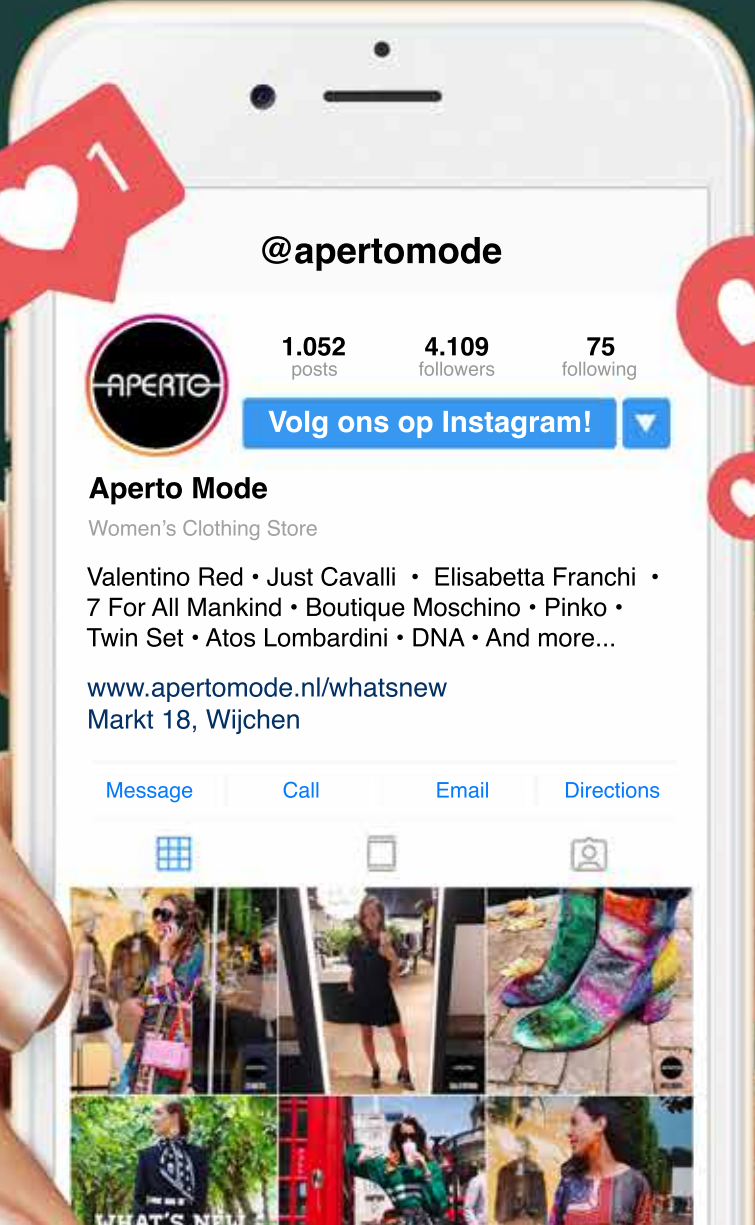 1
@apertomode
APERTO
1.052 4.109 75
posts followers following
Volg ons op Instagram!
Aperto Mode
Women's Clothing Store
Valentino Red • Just Cavalli • Elisabetta Franchi •
7 For All Mankind • Boutique Moschino • Pinko •
Twin Set • Atos Lombardini • DNA • And more...
www.apertomode.nl/whatsnew
Markt 18, Wijchen
Message Call Email Directions
WHAT'S NEW